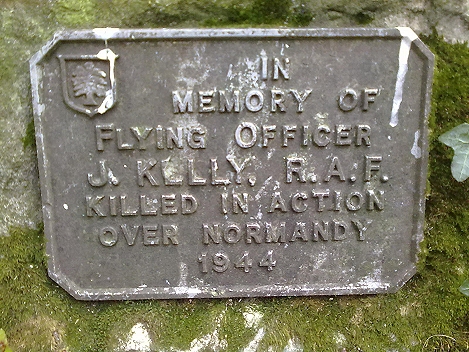 IN
MEMORY OF
FLYING OFFICER
J. KELLY, R.A.F.
KILLED IN ACTION
OVER NORMANDY
1944